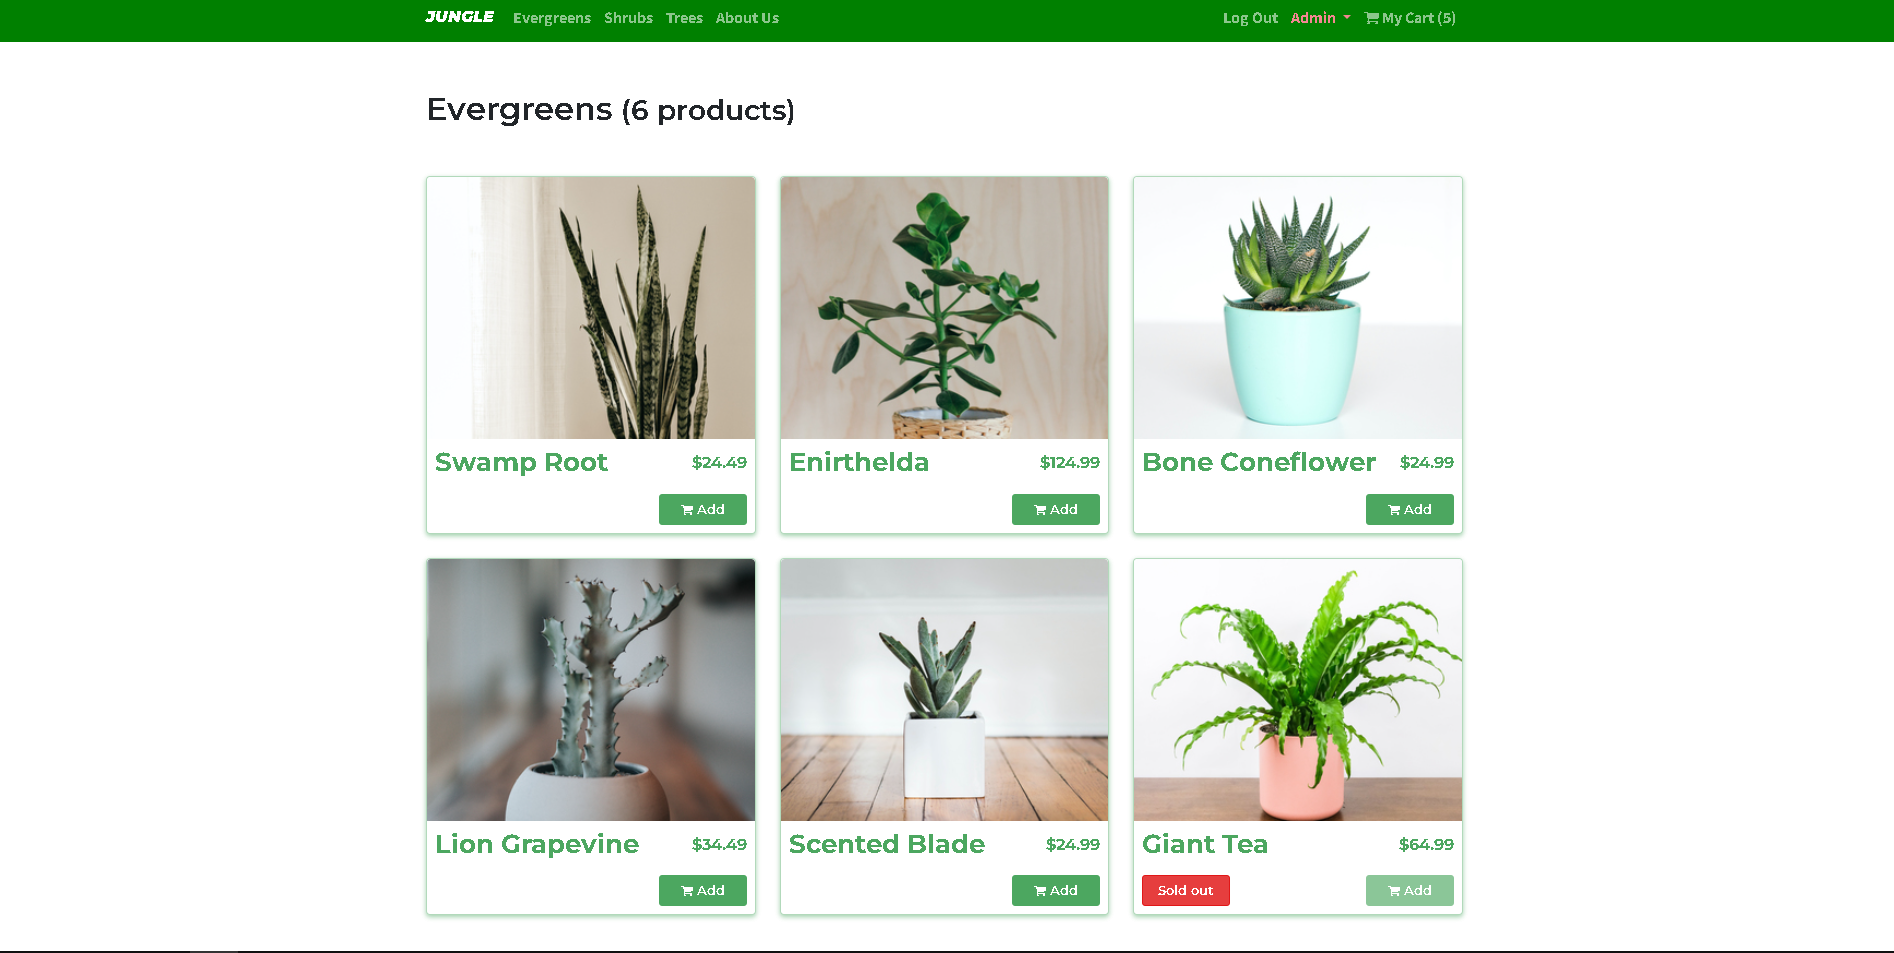 JUNGLE Evergreens Shrubs Trees About Us Log Out Admin My Cart (5)
Evergreens (6 products)
Swamp Root $24.49
Add
Enirthelda $124.99
Add
Bone Coneflower $24.99
Add
Lion Grapevine $34.49
Add
Scented Blade $24.99
Add
Giant Tea $64.99
Sold out Add